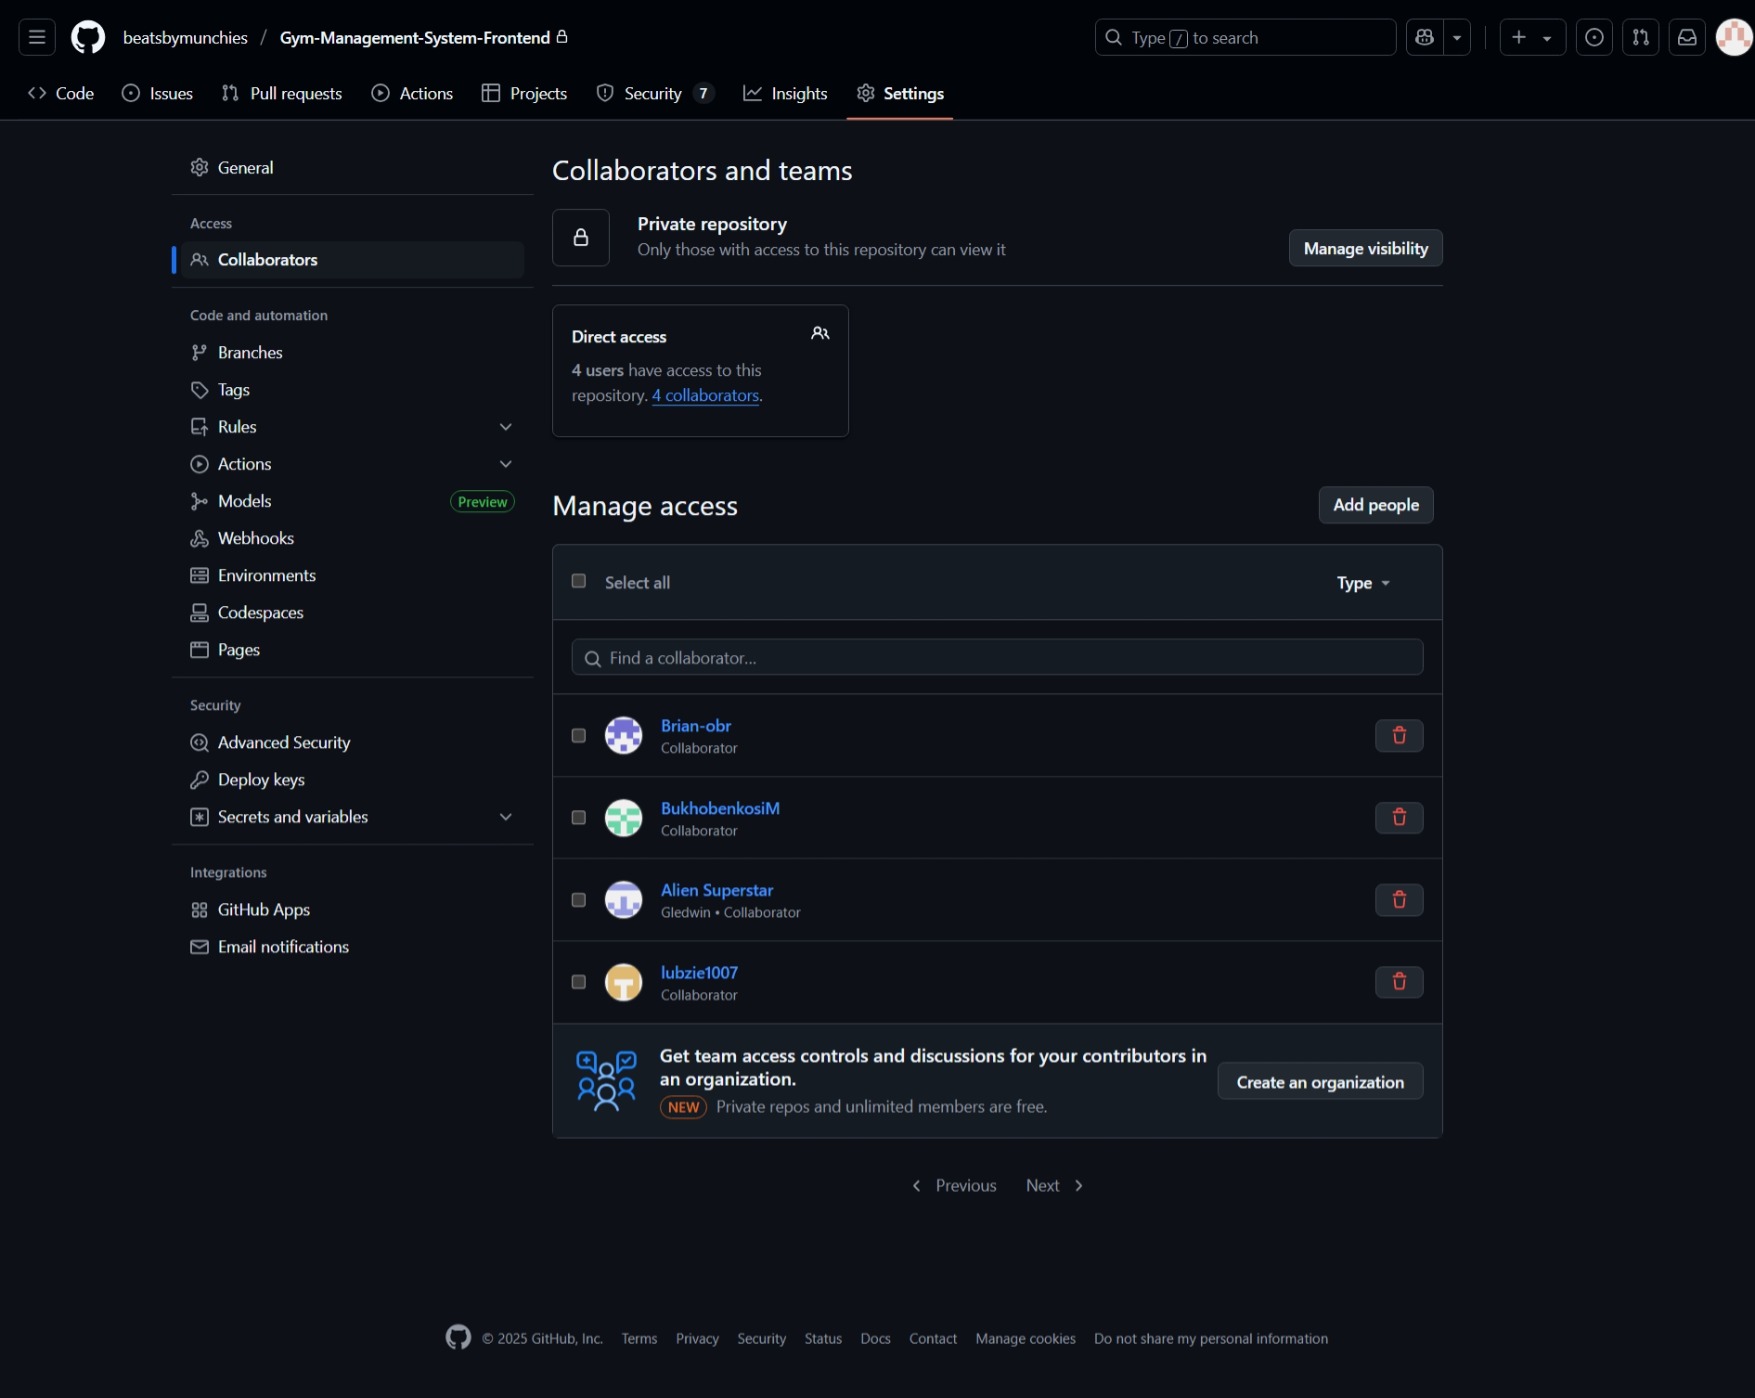 beatsbymunchies / Gym-Management-System-Frontend
Type / to search
Code
Issues
Pull requests
Actions
Projects
Security 7
Insights
Settings
General
Access
Collaborators
Code and automation
Branches
Tags
Rules
Actions
Models Preview
Webhooks
Environments
Codespaces
Pages
Security
Advanced Security
Deploy keys
Secrets and variables
Integrations
GitHub Apps
Email notifications
Collaborators and teams
Private repository
Only those with access to this repository can view it
Manage visibility
Direct access
4 users have access to this
repository. 4 collaborators.
Manage access
Add people
Select all
Type
Find a collaborator...
Brian-obr
Collaborator
BukhobenkosiM
Collaborator
Alien Superstar
Gledwin • Collaborator
lubzie1007
Collaborator
Get team access controls and discussions for your contributors in
an organization.
NEW Private repos and unlimited members are free.
Create an organization
Previous Next
© 2025 GitHub, Inc. Terms Privacy Security Status Docs Contact Manage cookies Do not share my personal information